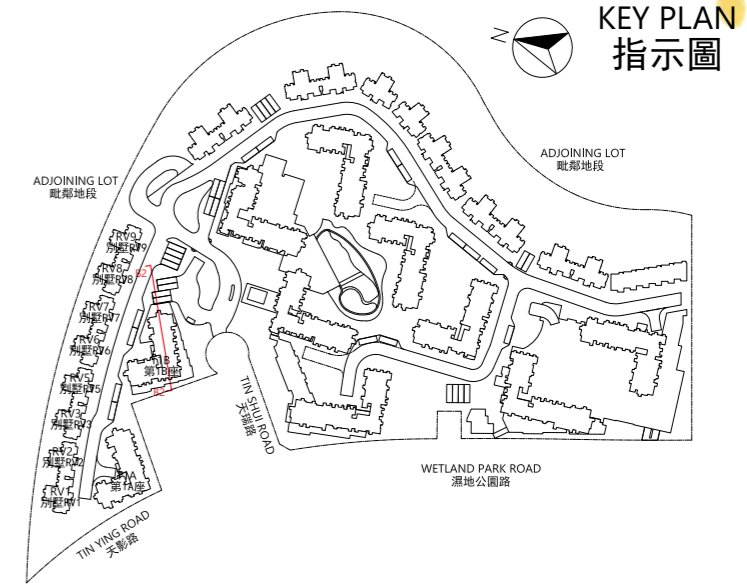 KEY PLAN
指示圖
N
ADJOINING LOT
毗鄰地段
ADJOINING LOT
毗鄰地段
RV9
別墅RV9
RV8
別墅RV8
B2
RV7
別墅RV7
RV6
別墅RV6
RV5
別墅RV5
RV3
別墅RV3
RV2
別墅RV2
RV1
別墅RV1
第1B座
B2
第1A座
TIN SHUI ROAD
天瑞路
WETLAND PARK ROAD
濕地公園路
TIN YING ROAD
天影路